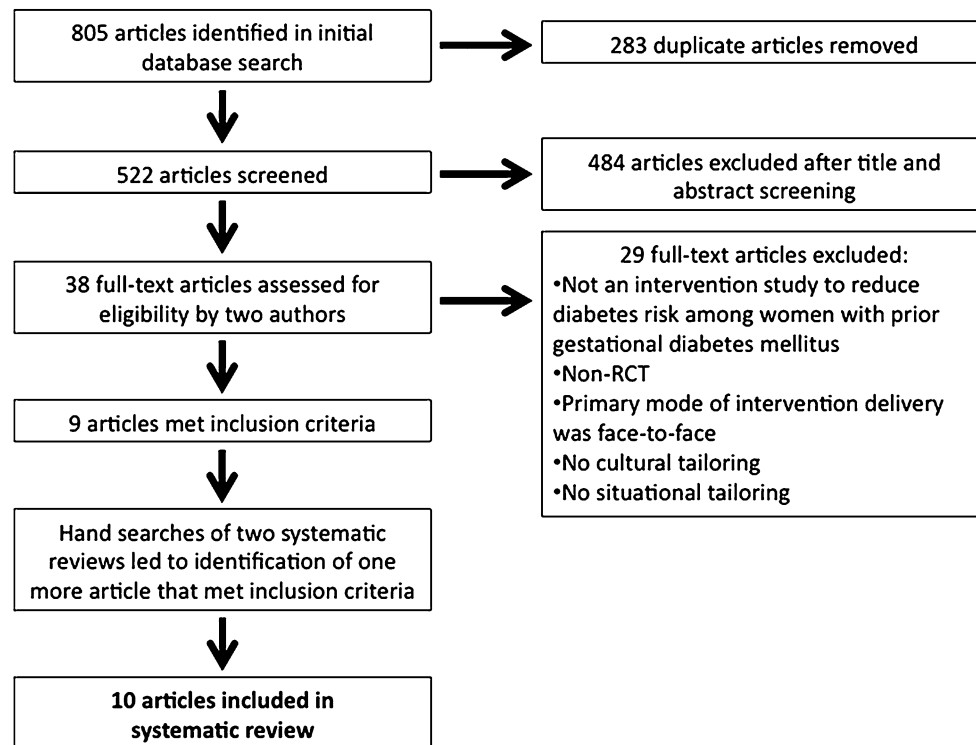 805 articles identified in initial
database search
283 duplicate articles removed
522 articles screened
484 articles excluded after title and
abstract screening
38 full-text articles assessed for
eligibility by two authors
29 full-text articles excluded:
•Not an intervention study to reduce
diabetes risk among women with prior
gestational diabetes mellitus
•Non-RCT
•Primary mode of intervention delivery
was face-to-face
•No cultural tailoring
•No situational tailoring
9 articles met inclusion criteria
Hand searches of two systematic
reviews led to identification of one
more article that met inclusion criteria
10 articles included in
systematic review